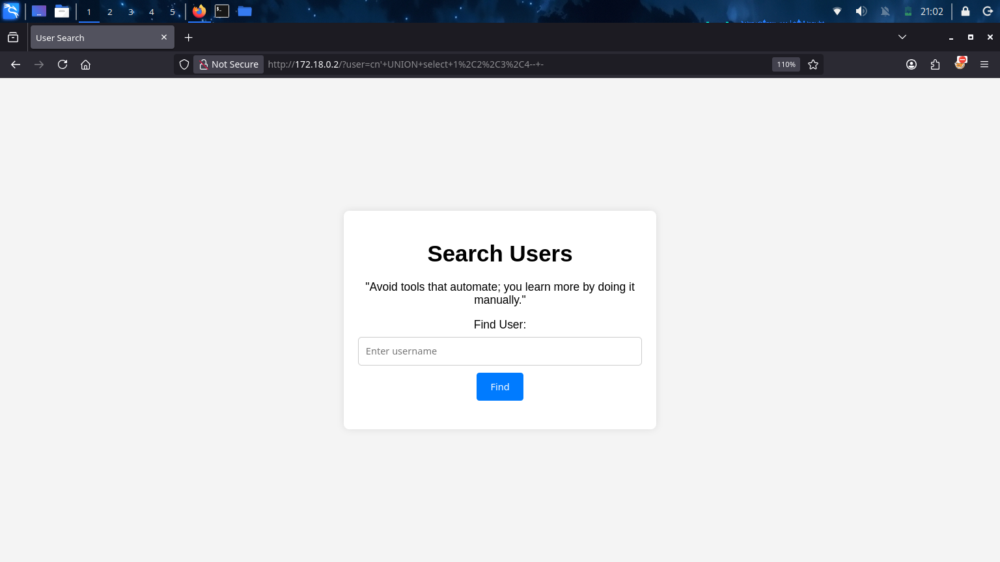 1 2 3 4 5 21:02
User Search
Not Secure http://172.18.0.2/?user=cn'+UNION+select+1%2C2%2C3%2C4--+- 110%
Search Users
"Avoid tools that automate; you learn more by doing it
manually."
Find User:
Enter username
Find